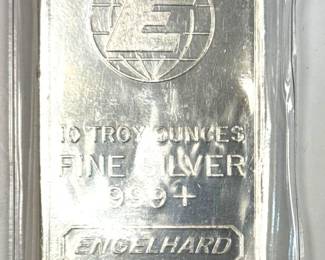 E
10 TROY OUNCES
FINE SILVER
999+
ENGELHARD